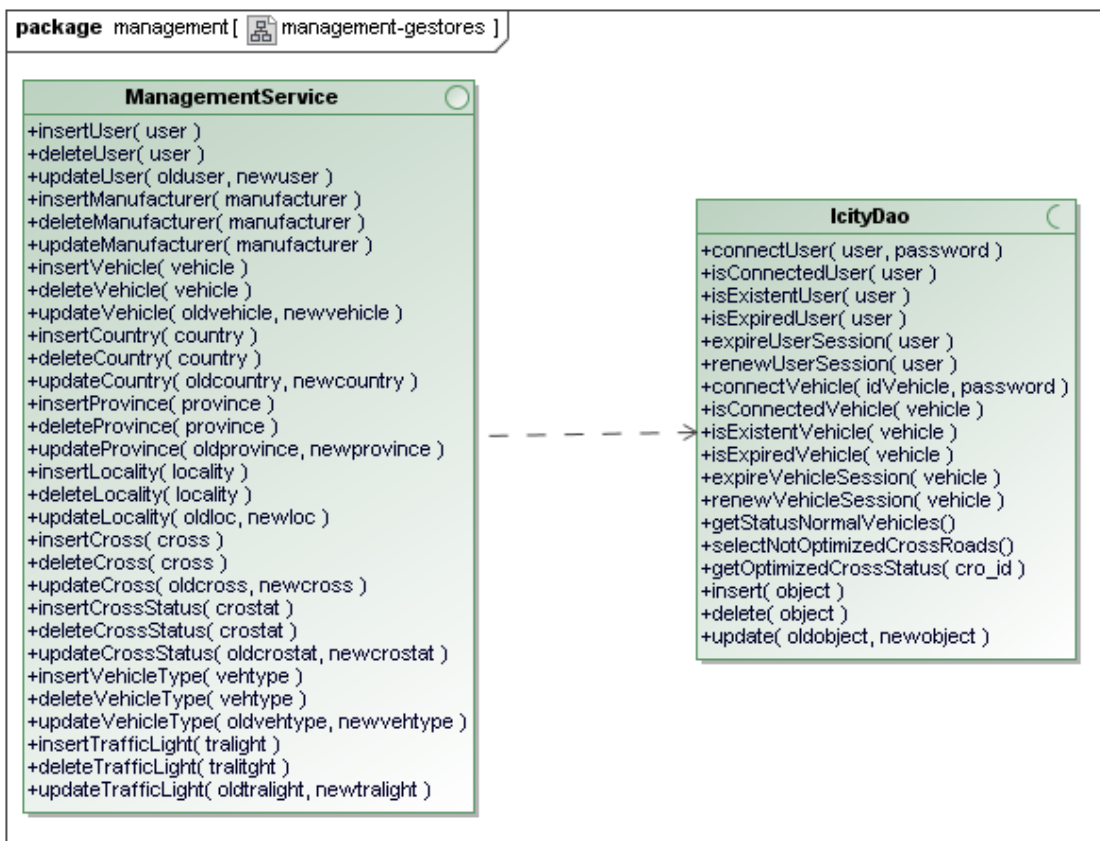 package management[ management-gestores ]
ManagementService
+insertUser( user )
+deleteUser( user )
+updateUser( olduser, newuser )
+insertManufacturer( manufacturer )
+deleteManufacturer( manufacturer )
+updateManufacturer( manufacturer )
+insertVehicle( vehicle )
+deleteVehicle( vehicle )
+updateVehicle( oldvehicle, newvehicle )
+insertCountry( country )
+deleteCountry( country )
+updateCountry( oldcountry, newcountry )
+insertProvince( province )
+deleteProvince( province )
+updateProvince( oldprovince, newprovince )
+insertLocality( locality )
+deleteLocality( locality )
+updateLocality( oldloc, newloc )
+insertCross( cross )
+deleteCross( cross )
+updateCross( oldcross, newcross )
+insertCrossStatus( crostat )
+deleteCrossStatus( crostat )
+updateCrossStatus( oldcrostat, newcrostat )
+insertVehicleType( vehtype )
+deleteVehicleType( vehtype )
+updateVehicleType( oldvehtype, newvehtype )
+insertTrafficLight( tralight )
+deleteTrafficLight( tralitght )
+updateTrafficLight( oldtralight, newtralight )
IcityDao
+connectUser( user, password )
+isConnectedUser( user )
+isExistentUser( user )
+isExpiredUser( user )
+expireUserSession( user )
+renewUserSession( user )
+connectVehicle( idVehicle, password )
+isConnectedVehicle( vehicle )
+isExistentVehicle( vehicle )
+isExpiredVehicle( vehicle )
+expireVehicleSession( vehicle )
+renewVehicleSession( vehicle )
+getStatusNormalVehicles()
+selectNotOptimizedCrossRoads()
+getOptimizedCrossStatus( cro_id )
+insert( object )
+delete( object )
+update( oldobject, newobject )